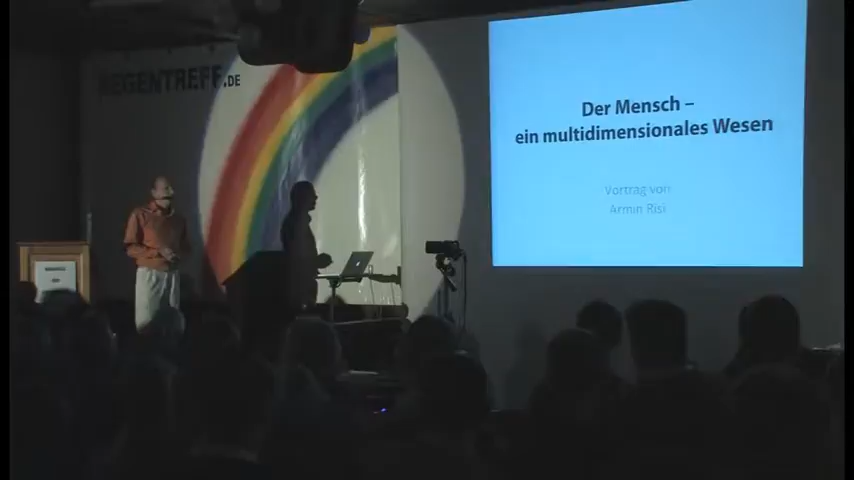 REGENTREFF.DE
Der Mensch –
ein multidimensionales Wesen
Vortrag von
Armin Risi